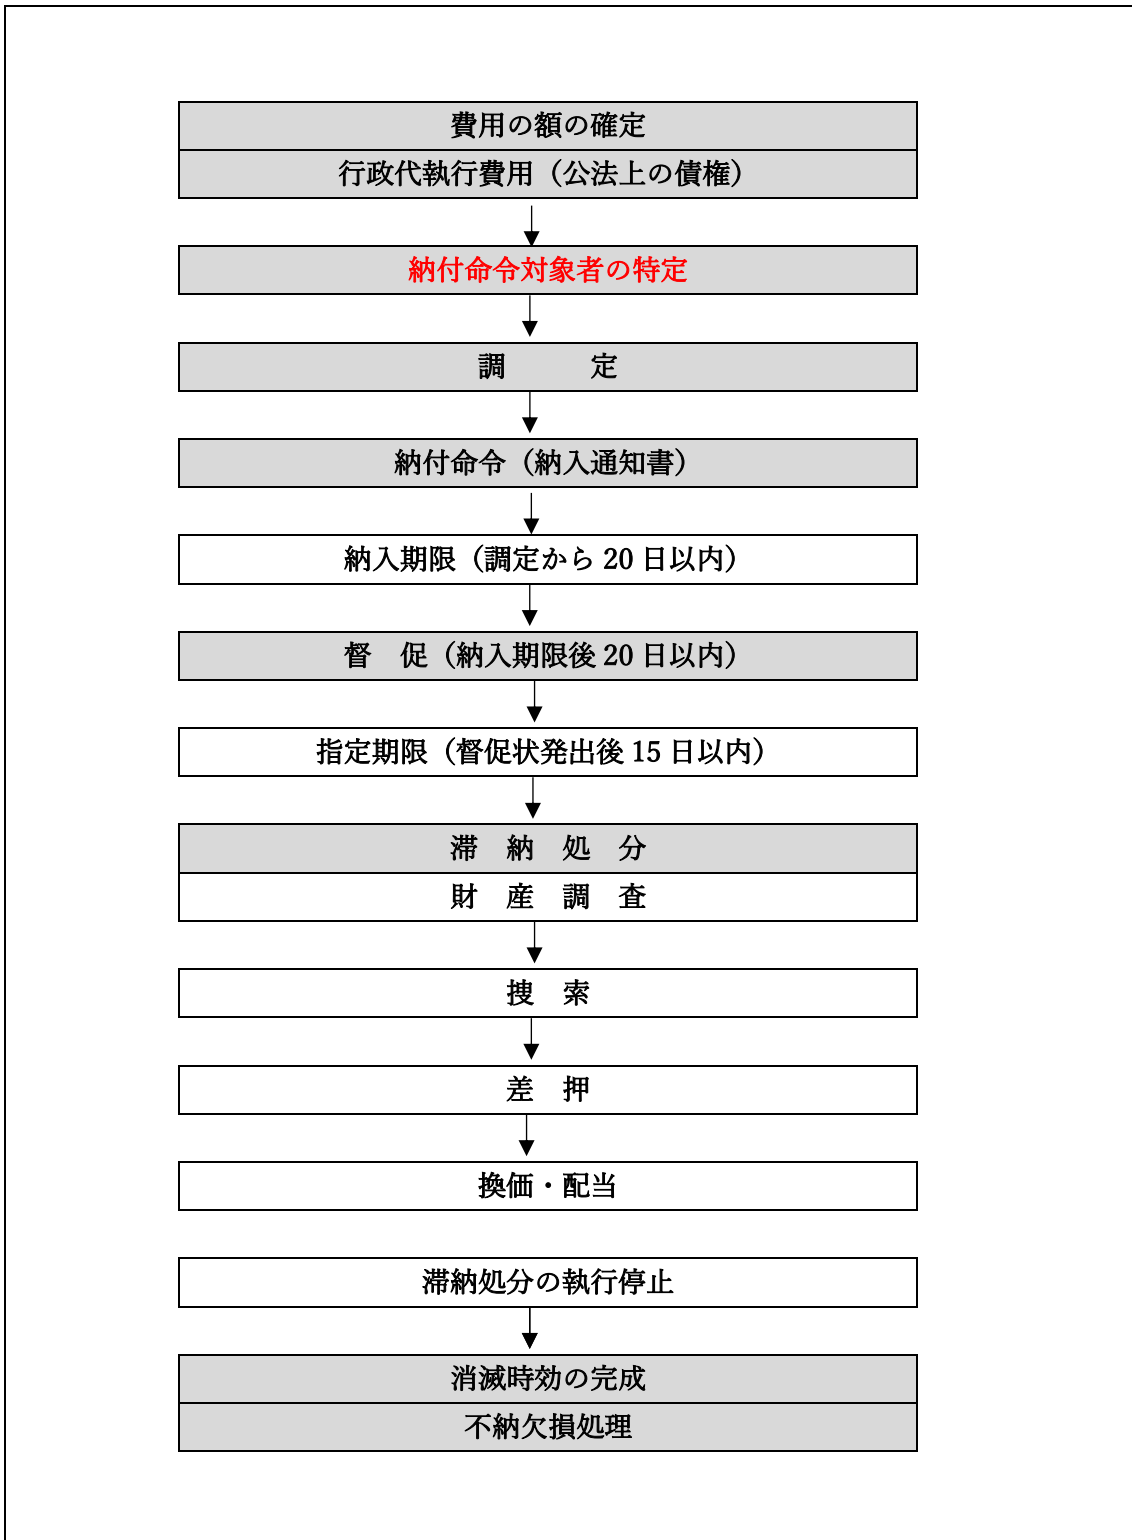 費用の額の確定
行政代執行費用（公法上の債権）
納付命令対象者の特定
調　　　定
納付命令（納入通知書）
納入期限（調定から 20 日以内）
督　促（納入期限後 20 日以内）
指定期限（督促状発出後 15 日以内）
滞　納　処　分
財　産　調　査
捜　索
差　押
換価・配当
滞納処分の執行停止
消滅時効の完成
不納欠損処理